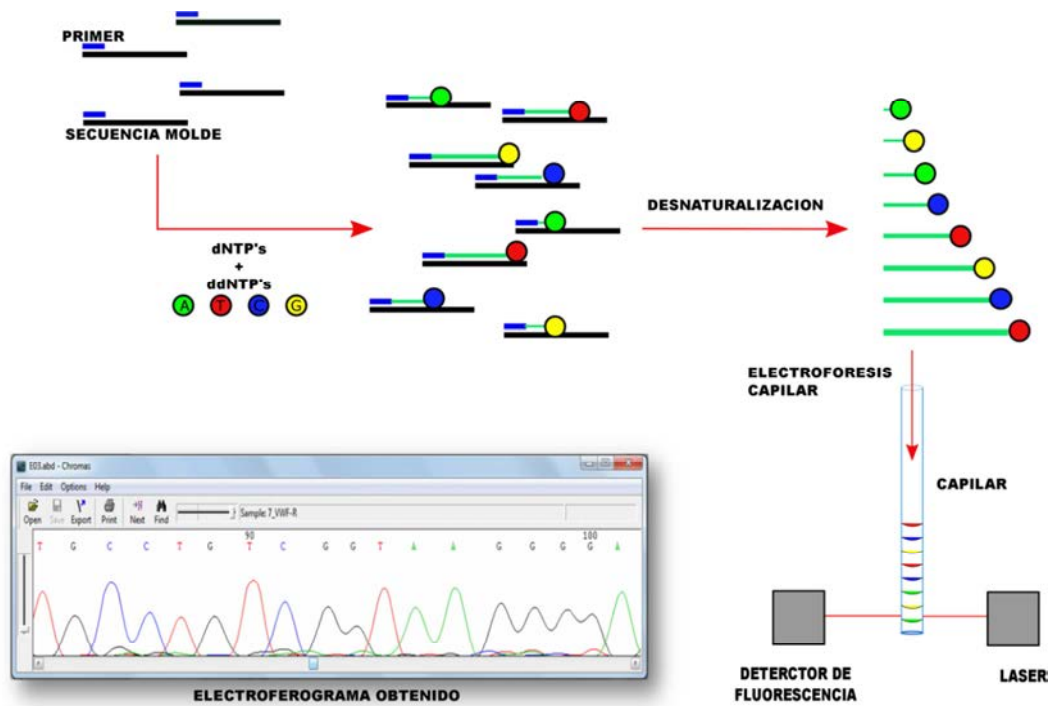 PRIMER
SECUENCIA MOLDE
dNTP's
+
ddNTP's
A T C G
DESNATURALIZACION
ELECTROFORESIS
CAPILAR
CAPILAR
DETERCTOR DE
FLUORESCENCIA
LASER
E03.abd - Chromas
File Edit Options Help
Open Save Export Print Next Find
Sample: 7_VWF-R
90 100
T G C C T G T C G G T A A G G G G A
ELECTROFEROGRAMA OBTENIDO